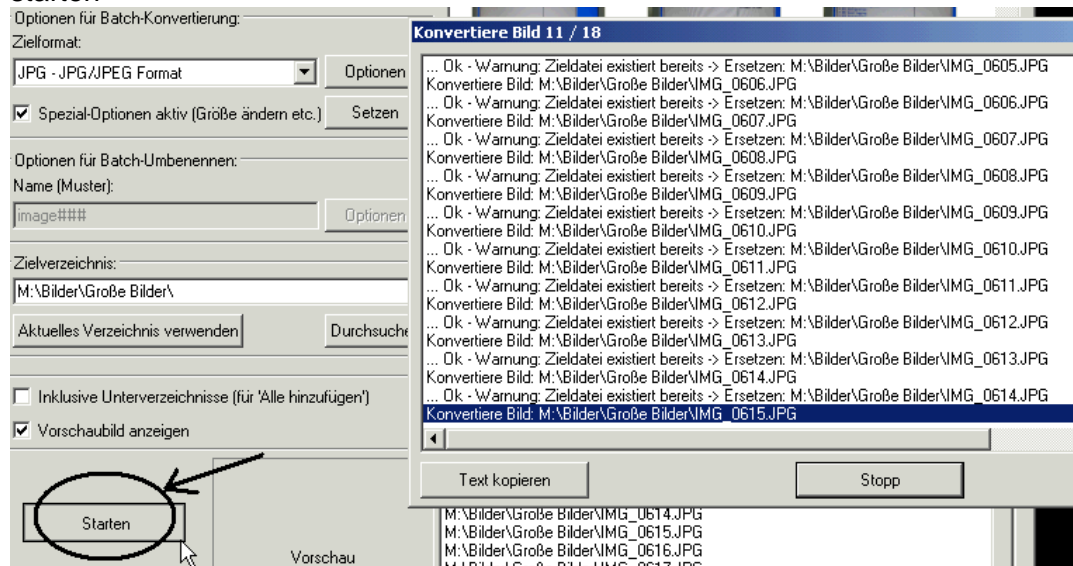 starten
Optionen für Batch-Konvertierung:
Zielformat:
JPG - JPG/JPEG Format
Optionen
Spezial-Optionen aktiv (Größe ändern etc.)
Setzen
Optionen für Batch-Umbenennen:
Name (Muster):
image###
Optionen
Zielverzeichnis:
M:\Bilder\Große Bilder\
Aktuelles Verzeichnis verwenden
Durchsuche
Inklusive Unterverzeichnisse (für 'Alle hinzufügen')
Vorschaubild anzeigen
Starten
Vorschau
Konvertiere Bild 11 / 18
... Ok - Warnung: Zieldatei existiert bereits -> Ersetzen: M:\Bilder\Große Bilder\IMG_0605.JPG
Konvertiere Bild: M:\Bilder\Große Bilder\IMG_0606.JPG
... Ok - Warnung: Zieldatei existiert bereits -> Ersetzen: M:\Bilder\Große Bilder\IMG_0606.JPG
Konvertiere Bild: M:\Bilder\Große Bilder\IMG_0607.JPG
... Ok - Warnung: Zieldatei existiert bereits -> Ersetzen: M:\Bilder\Große Bilder\IMG_0607.JPG
Konvertiere Bild: M:\Bilder\Große Bilder\IMG_0608.JPG
... Ok - Warnung: Zieldatei existiert bereits -> Ersetzen: M:\Bilder\Große Bilder\IMG_0608.JPG
Konvertiere Bild: M:\Bilder\Große Bilder\IMG_0609.JPG
... Ok - Warnung: Zieldatei existiert bereits -> Ersetzen: M:\Bilder\Große Bilder\IMG_0609.JPG
Konvertiere Bild: M:\Bilder\Große Bilder\IMG_0610.JPG
... Ok - Warnung: Zieldatei existiert bereits -> Ersetzen: M:\Bilder\Große Bilder\IMG_0610.JPG
Konvertiere Bild: M:\Bilder\Große Bilder\IMG_0611.JPG
... Ok - Warnung: Zieldatei existiert bereits -> Ersetzen: M:\Bilder\Große Bilder\IMG_0611.JPG
Konvertiere Bild: M:\Bilder\Große Bilder\IMG_0612.JPG
... Ok - Warnung: Zieldatei existiert bereits -> Ersetzen: M:\Bilder\Große Bilder\IMG_0612.JPG
Konvertiere Bild: M:\Bilder\Große Bilder\IMG_0613.JPG
... Ok - Warnung: Zieldatei existiert bereits -> Ersetzen: M:\Bilder\Große Bilder\IMG_0613.JPG
Konvertiere Bild: M:\Bilder\Große Bilder\IMG_0614.JPG
... Ok - Warnung: Zieldatei existiert bereits -> Ersetzen: M:\Bilder\Große Bilder\IMG_0614.JPG
Konvertiere Bild: M:\Bilder\Große Bilder\IMG_0615.JPG
Text kopieren
Stopp
M:\Bilder\Große Bilder\IMG_0614.JPG
M:\Bilder\Große Bilder\IMG_0615.JPG
M:\Bilder\Große Bilder\IMG_0616.JPG
M:\Bilder\Große Bilder\IMG_0617.JPG